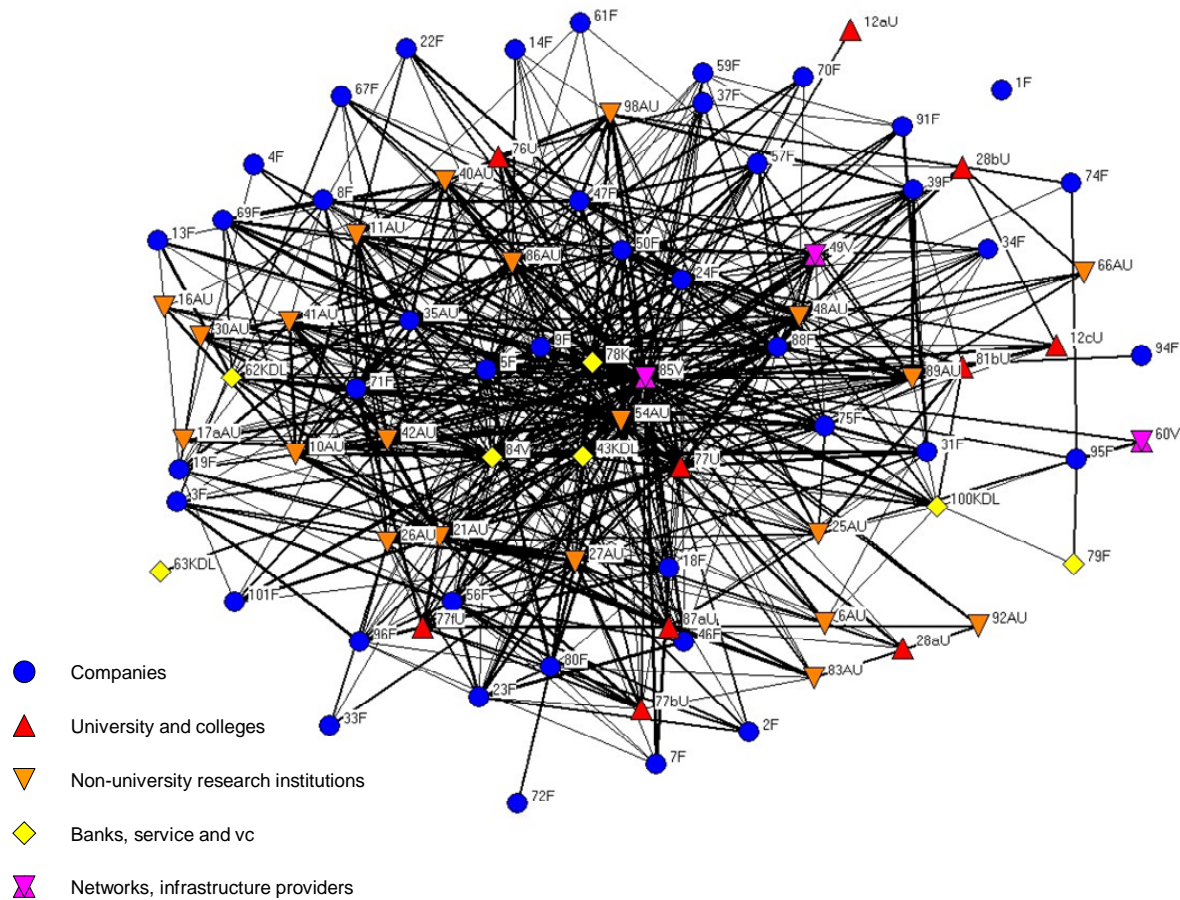 61F
12aU
22F
14F
59F
70F
1F
67F
37F
98AU
91F
76U
4F
57F
28bU
40AU
74F
8F
47F
39F
69F
11AU
13F
50F
49V
34F
86AU
24F
66AU
16AU
41AU
35AU
48AU
30AU
9F
88F
12cU
78K
94F
5F
85V
81bU
62KDL
89AU
71F
54AU
75F
17aAU
42AU
60V
10AU
84V
43KDL
77U
31F
95F
19F
3F
100KDL
26AU
21AU
25AU
27AU
18F
63KDL
79F
101F
56F
96F
77fU
87aU
6AU
92AU
46F
28aU
80F
83AU
23F
77bU
33F
2F
7F
72F
Companies
University and colleges
Non-university research institutions
Banks, service and vc
Networks, infrastructure providers